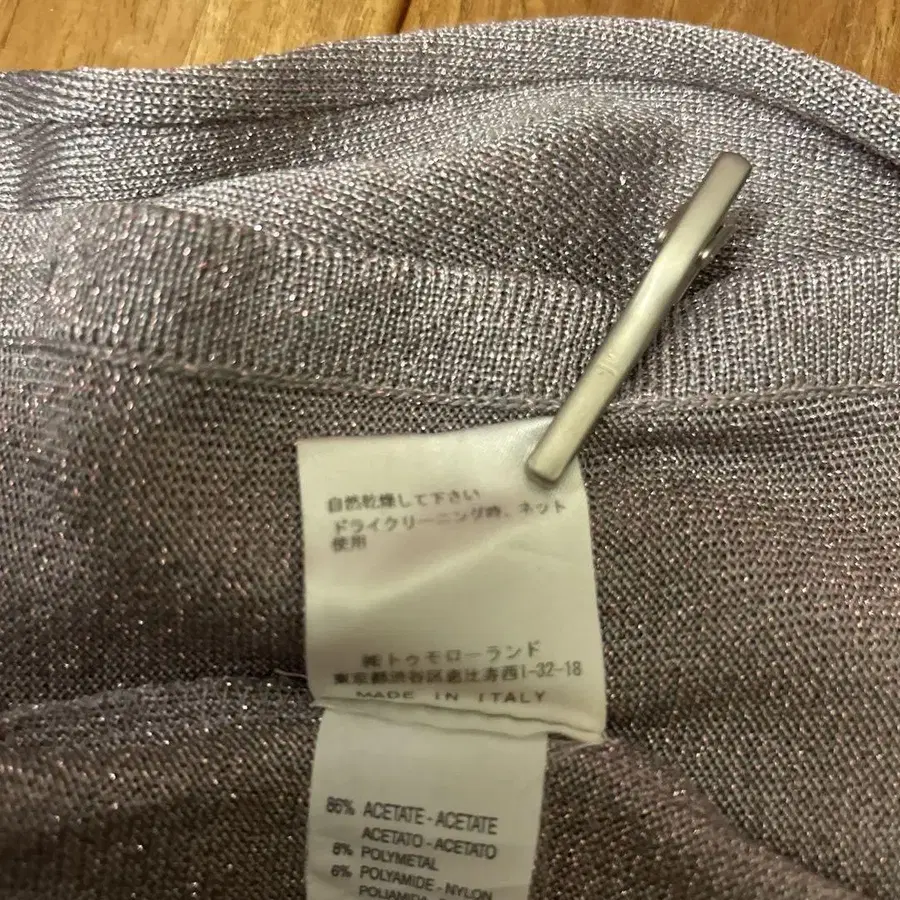 自然乾燥して下さい
ドライクリーニング時、ネット
使用
㈱トゥモローランド
東京都渋谷区恵比寿西1-32-18
MADE IN ITALY
86% ACETATE - ACETATE
ACETATO - ACETATO
8% POLYMETAL
6% POLYAMIDE - NYLON